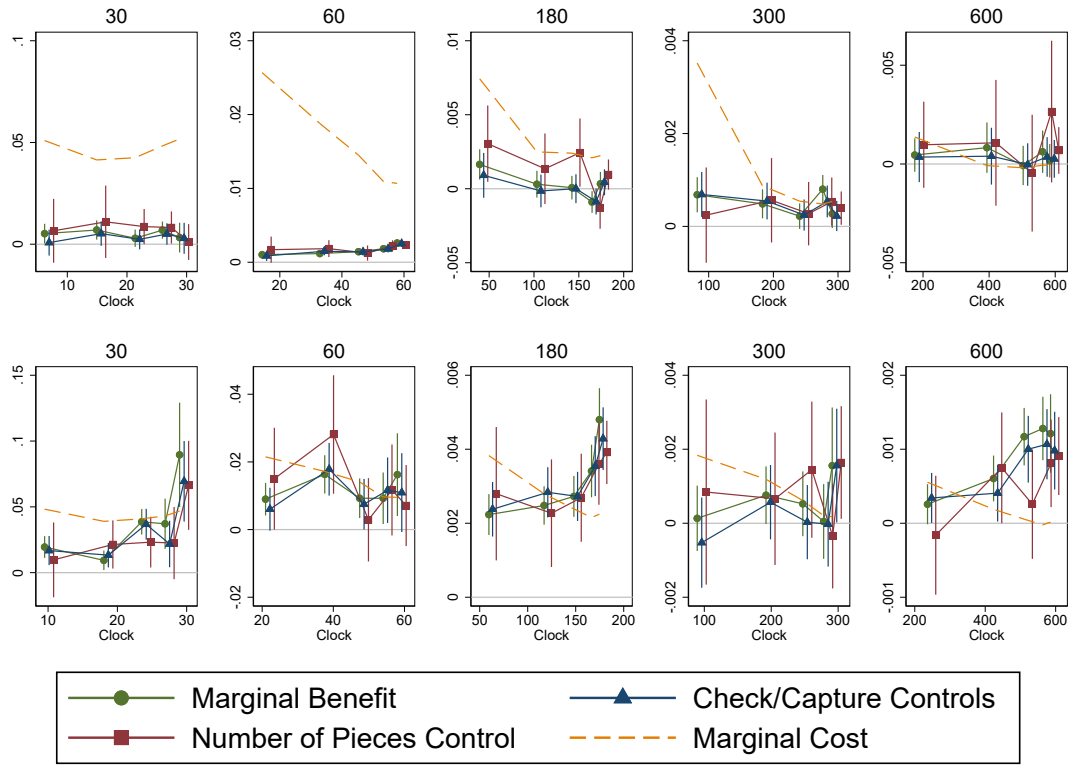 30 60 180 300 600
.1 .03 .01 .004 .005
.05 .02 .005 .002 0
0 .01 0 0 -.005
0 -.005
10 20 30 20 40 60 50 100 150 200 100 200 300 200 400 600
Clock Clock Clock Clock Clock
30 60 180 300 600
.15 .04 .006 .004 .002
.1 .02 .004 .002 .001
.05 0 .002 0 0
0 -.02 0 -.002 -.001
10 20 30 20 40 60 50 100 150 200 100 200 300 200 400 600
Clock Clock Clock Clock Clock
Marginal Benefit Check/Capture Controls
Number of Pieces Control Marginal Cost